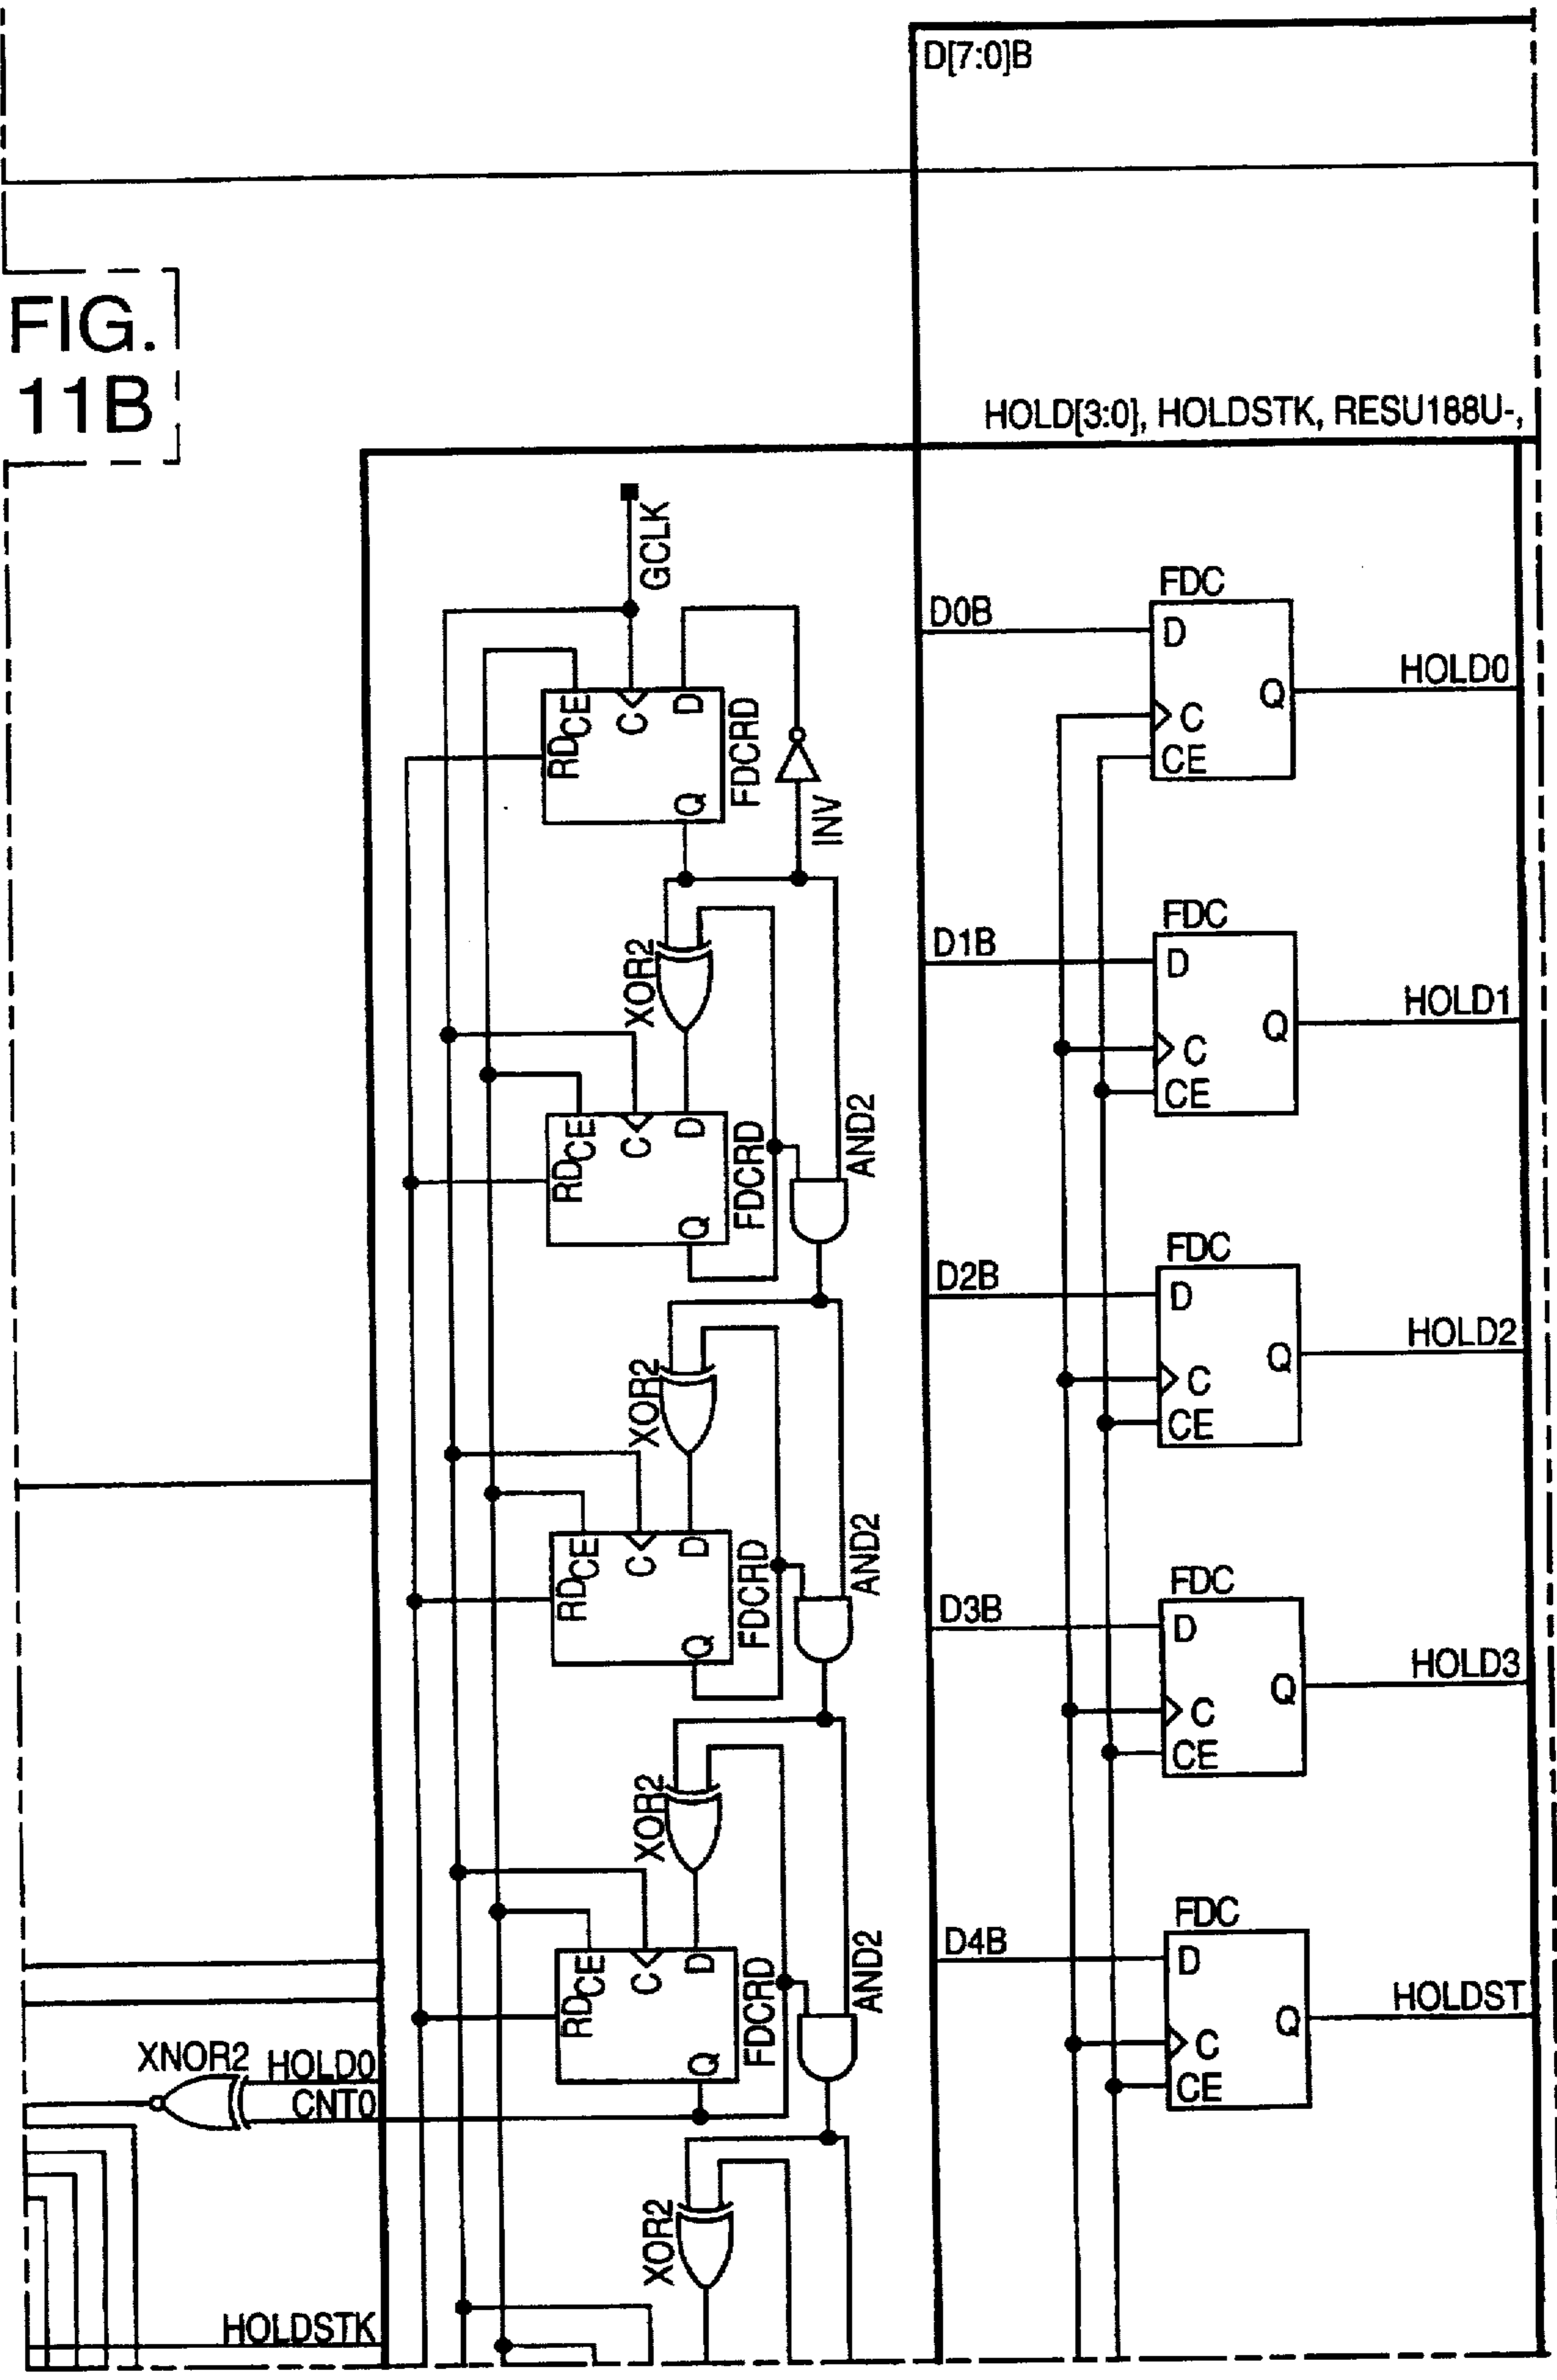 D[7:0]B
FIG.
11B
HOLD[3:0], HOLDSTK, RESU188U-,
GCLK
FDC
D0B
D
HOLD0
Q
C
CE
CE
C
D
RD
FDCRD
Q
INV
FDC
D1B
D
XOR2
HOLD1
Q
C
CE
CE
C
D
RD
FDCRD
Q
AND2
FDC
D2B
D
HOLD2
Q
XOR2
C
CE
CE
C
D
RD
FDCRD
Q
AND2
FDC
D3B
D
HOLD3
Q
C
CE
XOR2
FDC
D4B
D
CE
C
D
RD
FDCRD
Q
AND2
HOLDST
Q
C
CE
XNOR2
HOLD0
CNT0
XOR2
HOLDSTK